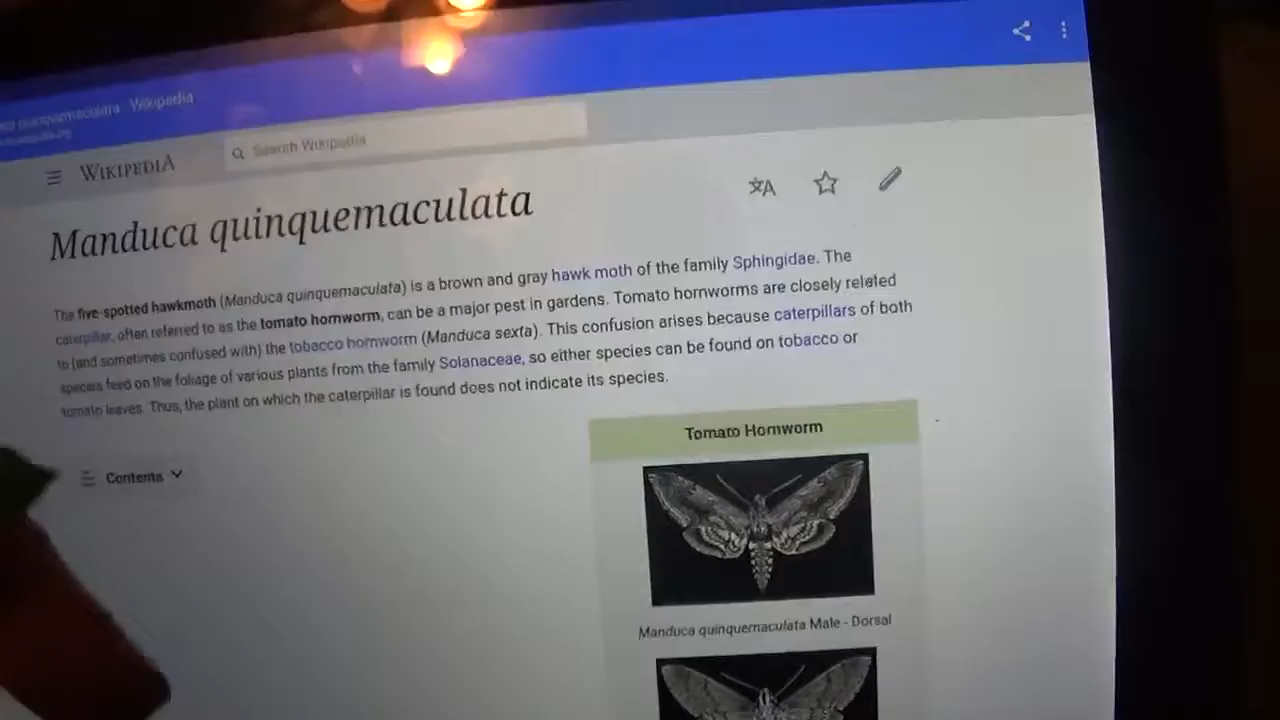 quinquemaculata Wikipedia
WIKIPEDIA
Search Wikipedia
Manduca quinquemaculata
The five-spotted hawkmoth (Manduca quinquemaculata) is a brown and gray hawk moth of the family Sphingidae. The
caterpillar, often referred to as the tomato hornworm, can be a major pest in gardens. Tomato hornworms are closely related
to (and sometimes confused with) the tobacco hornworm (Manduca sexta). This confusion arises because caterpillars of both
species feed on the foliage of various plants from the family Solanaceae, so either species can be found on tobacco or
tomato leaves. Thus, the plant on which the caterpillar is found does not indicate its species.
Contents
Tomato Hornworm
Manduca quinquemaculata Male - Dorsal